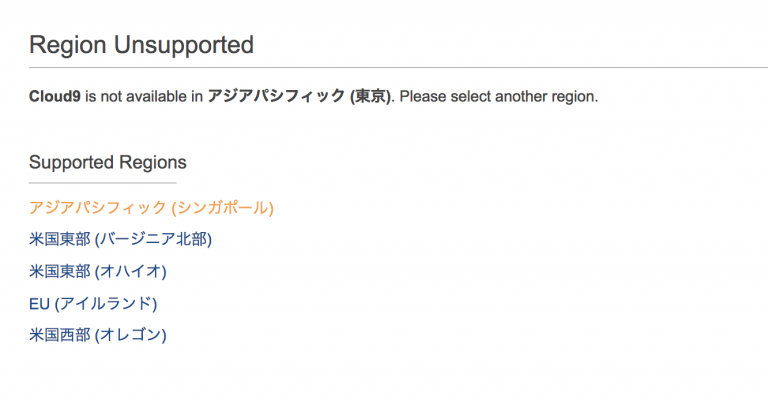 Region Unsupported
Cloud9 is not available in アジアパシフィック (東京). Please select another region.
Supported Regions
アジアパシフィック (シンガポール)
米国東部 (バージニア北部)
米国東部 (オハイオ)
EU (アイルランド)
米国西部 (オレゴン)